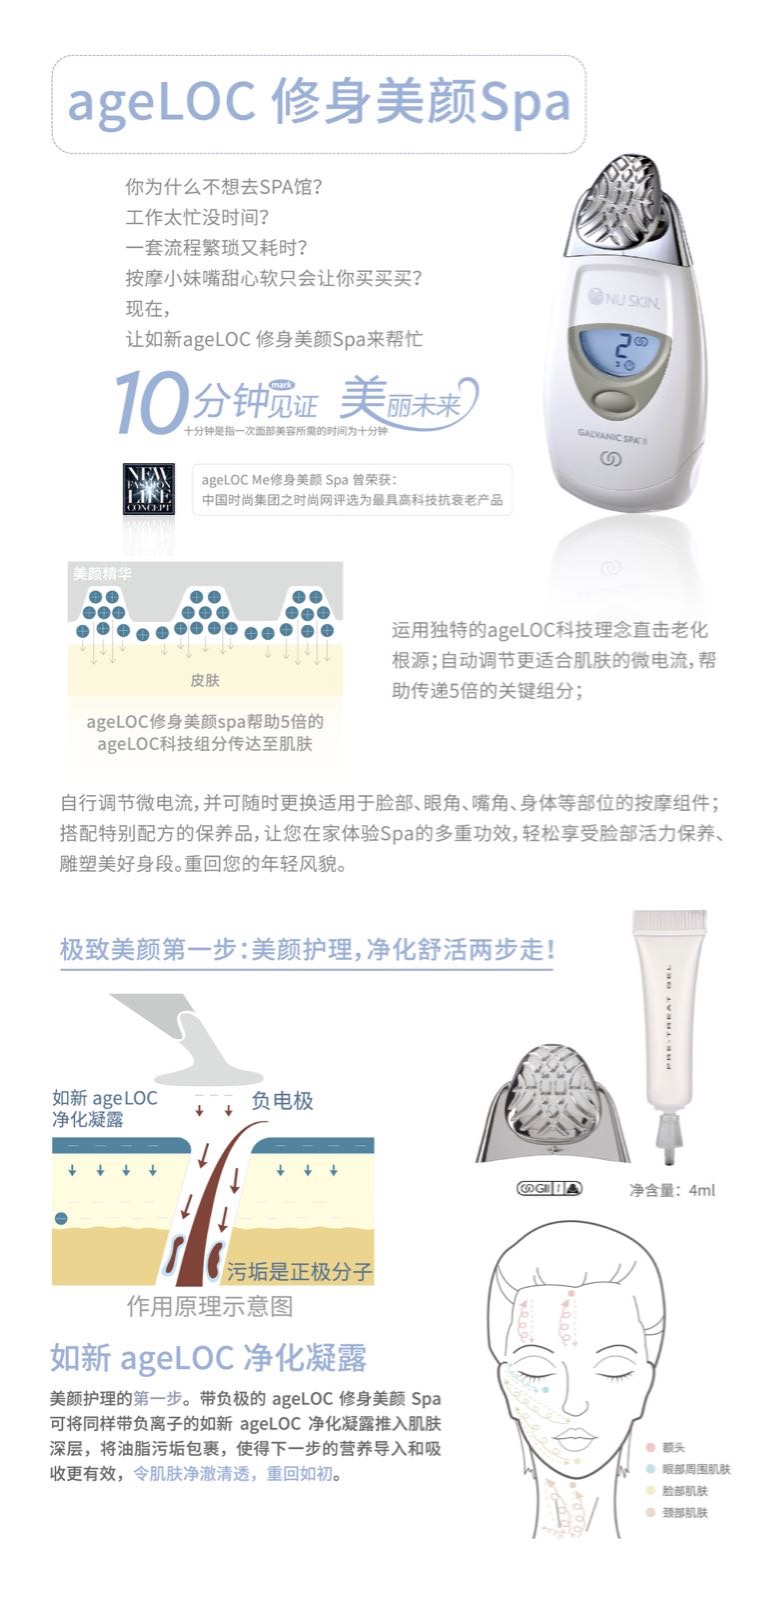 ageLOC 修身美颜Spa
你为什么不想去SPA馆?
工作太忙没时间?
一套流程繁琐又耗时?
按摩小妹嘴甜心软只会让你买买买?
现在,
让如新ageLOC 修身美颜Spa来帮忙
10分钟见证 美丽未来
mark
十分钟是指一次面部美容所需的时间为十分钟
NU SKIN.
2
GALVANIC SPA II
NEW
FASHION
LIFE
CONCEPT
ageLOC Me修身美颜 Spa 曾荣获:
中国时尚集团之时尚网评选为最具高科技抗衰老产品
美颜精华
皮肤
ageLOC修身美颜spa帮助5倍的
ageLOC科技组分传达至肌肤
运用独特的ageLOC科技理念直击老化
根源;自动调节更适合肌肤的微电流,帮
助传递5倍的关键组分;
自行调节微电流,并可随时更换适用于脸部、眼角、嘴角、身体等部位的按摩组件;
搭配特别配方的保养品,让您在家体验Spa的多重功效,轻松享受脸部活力保养、
雕塑美好身段。重回您的年轻风貌。
极致美颜第一步:美颜护理,净化舒活两步走!
PRE-TREAT GEL
如新 ageLOC
净化凝露
负电极
污垢是正极分子
作用原理示意图
净含量: 4ml
如新 ageLOC 净化凝露
美颜护理的第一步。带负极的 ageLOC 修身美颜 Spa
可将同样带负离子的如新 ageLOC 净化凝露推入肌肤
深层，将油脂污垢包裹，使得下一步的营养导入和吸
收更有效，令肌肤净澈清透，重回如初。
额头
眼部周围肌肤
脸部肌肤
颈部肌肤